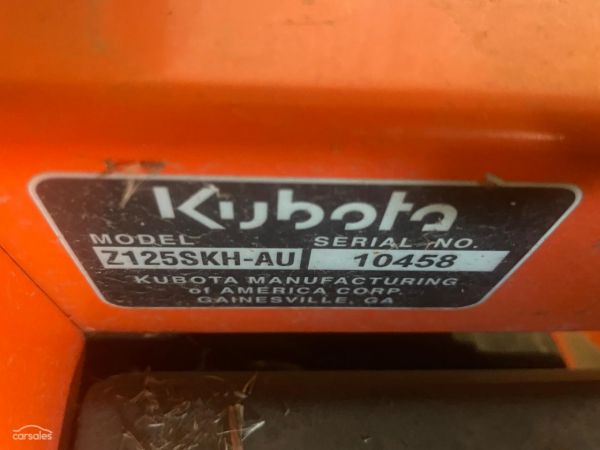 Kubota
MODEL SERIAL NO.
Z125SKH-AU 10458
KUBOTA MANUFACTURING
of AMERICA CORP.
GAINESVILLE, GA
carsales